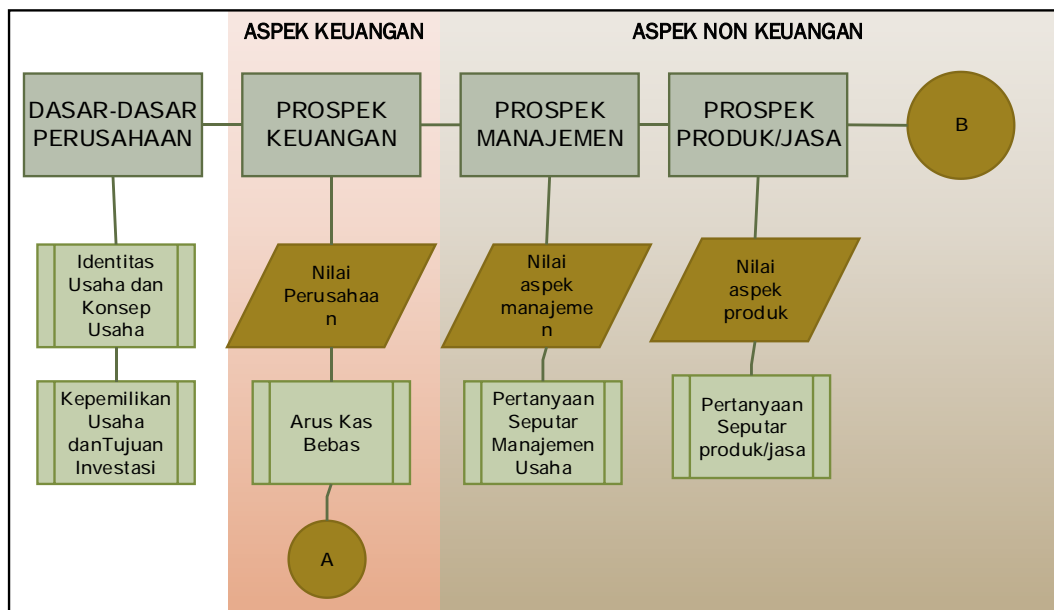 ASPEK KEUANGAN
ASPEK NON KEUANGAN
DASAR-DASAR
PERUSAHAAN
PROSPEK
KEUANGAN
PROSPEK
MANAJEMEN
PROSPEK
PRODUK/JASA
B
Identitas
Usaha dan
Konsep
Usaha
Nilai
Perusahaa
n
Nilai
aspek
manajeme
n
Nilai
aspek
produk
Kepemilikan
Usaha
danTujuan
Investasi
Arus Kas
Bebas
Pertanyaan
Seputar
Manajemen
Usaha
Pertanyaan
Seputar
produk/jasa
A